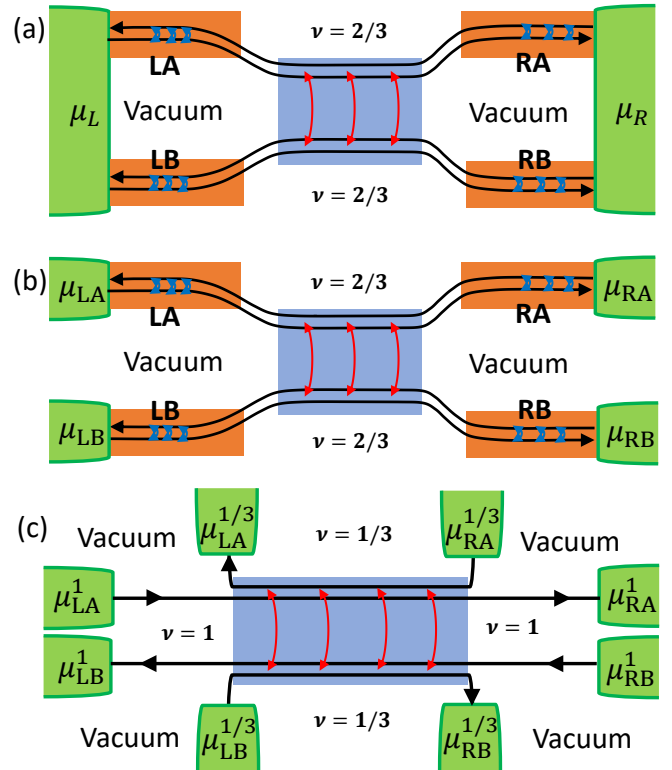 (a)
ν = 2/3
LA
RA
μ_L
Vacuum
Vacuum
μ_R
LB
RB
ν = 2/3
(b)
ν = 2/3
μ_LA
LA
RA
μ_RA
Vacuum
Vacuum
LB
RB
μ_LB
μ_RB
ν = 2/3
(c)
Vacuum
μ_LA^1/3
ν = 1/3
μ_RA^1/3
Vacuum
μ_LA^1
μ_RA^1
ν = 1
ν = 1
μ_LB^1
μ_RB^1
Vacuum
μ_LB^1/3
ν = 1/3
μ_RB^1/3
Vacuum